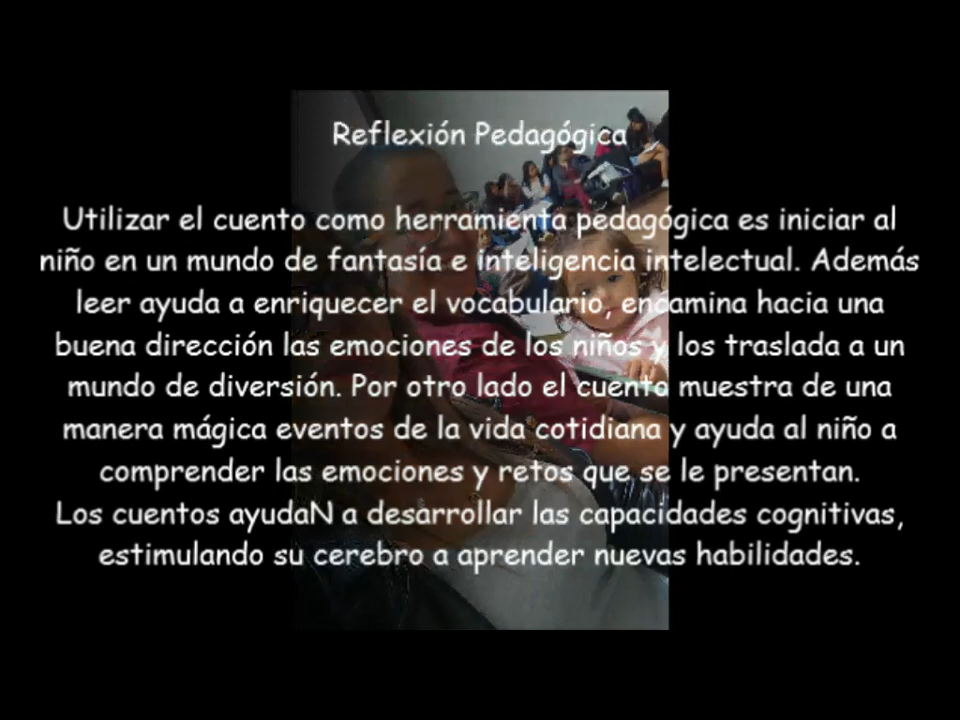 Reflexión Pedagógica
Utilizar el cuento como herramienta pedagógica es iniciar al
niño en un mundo de fantasía e inteligencia intelectual. Además
leer ayuda a enriquecer el vocabulario, encamina hacia una
buena dirección las emociones de los niños y los traslada a un
mundo de diversión. Por otro lado el cuento muestra de una
manera mágica eventos de la vida cotidiana y ayuda al niño a
comprender las emociones y retos que se le presentan.
Los cuentos ayudaN a desarrollar las capacidades cognitivas,
estimulando su cerebro a aprender nuevas habilidades.